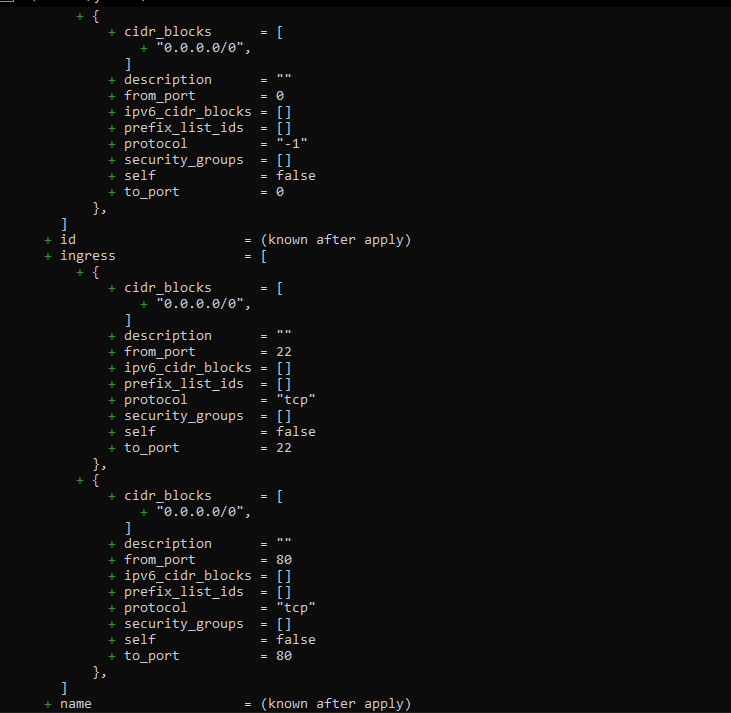 + {
+ cidr_blocks = [
+ "0.0.0.0/0",
]
+ description = ""
+ from_port = 0
+ ipv6_cidr_blocks = []
+ prefix_list_ids = []
+ protocol = "-1"
+ security_groups = []
+ self = false
+ to_port = 0
},
]
+ id = (known after apply)
+ ingress = [
+ {
+ cidr_blocks = [
+ "0.0.0.0/0",
]
+ description = ""
+ from_port = 22
+ ipv6_cidr_blocks = []
+ prefix_list_ids = []
+ protocol = "tcp"
+ security_groups = []
+ self = false
+ to_port = 22
},
+ {
+ cidr_blocks = [
+ "0.0.0.0/0",
]
+ description = ""
+ from_port = 80
+ ipv6_cidr_blocks = []
+ prefix_list_ids = []
+ protocol = "tcp"
+ security_groups = []
+ self = false
+ to_port = 80
},
]
+ name = (known after apply)